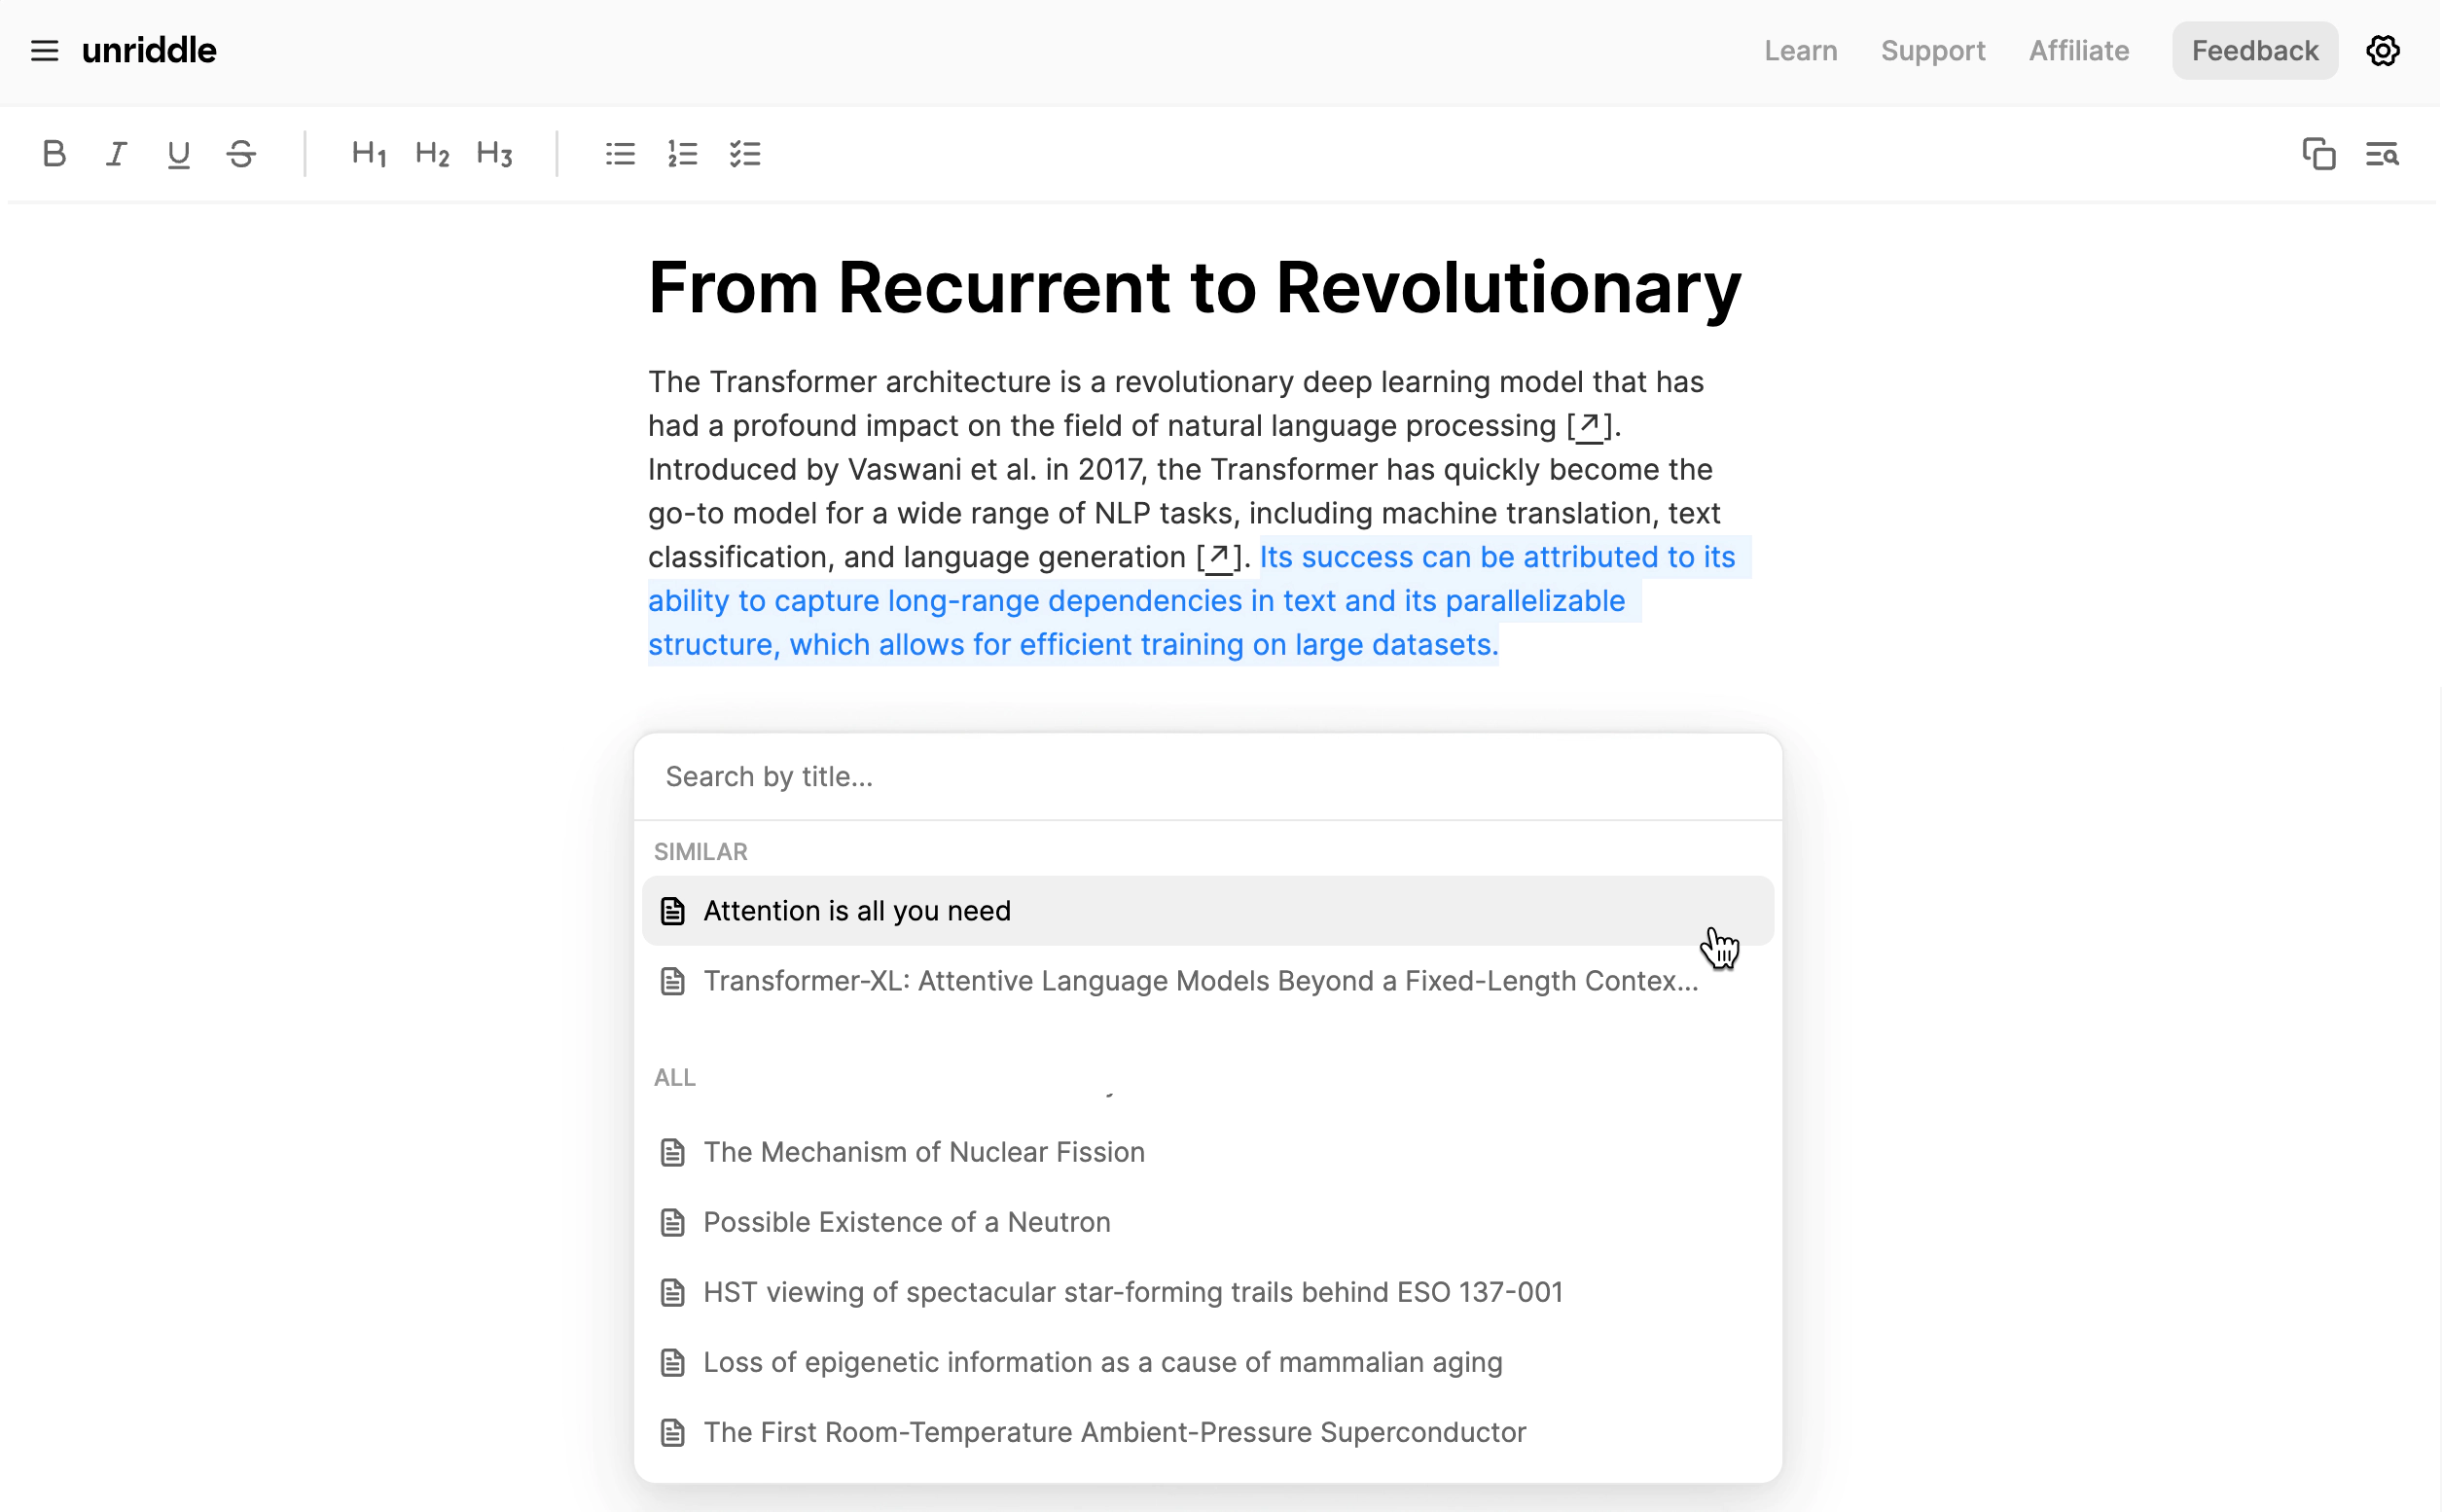 unriddle
Learn Support Affiliate Feedback
B I U S H1 H2 H3
From Recurrent to Revolutionary
The Transformer architecture is a revolutionary deep learning model that has
had a profound impact on the field of natural language processing [↗].
Introduced by Vaswani et al. in 2017, the Transformer has quickly become the
go-to model for a wide range of NLP tasks, including machine translation, text
classification, and language generation [↗]. Its success can be attributed to its
ability to capture long-range dependencies in text and its parallelizable
structure, which allows for efficient training on large datasets.
Search by title...
SIMILAR
Attention is all you need
Transformer-XL: Attentive Language Models Beyond a Fixed-Length Contex...
ALL
The Mechanism of Nuclear Fission
Possible Existence of a Neutron
HST viewing of spectacular star-forming trails behind ESO 137-001
Loss of epigenetic information as a cause of mammalian aging
The First Room-Temperature Ambient-Pressure Superconductor